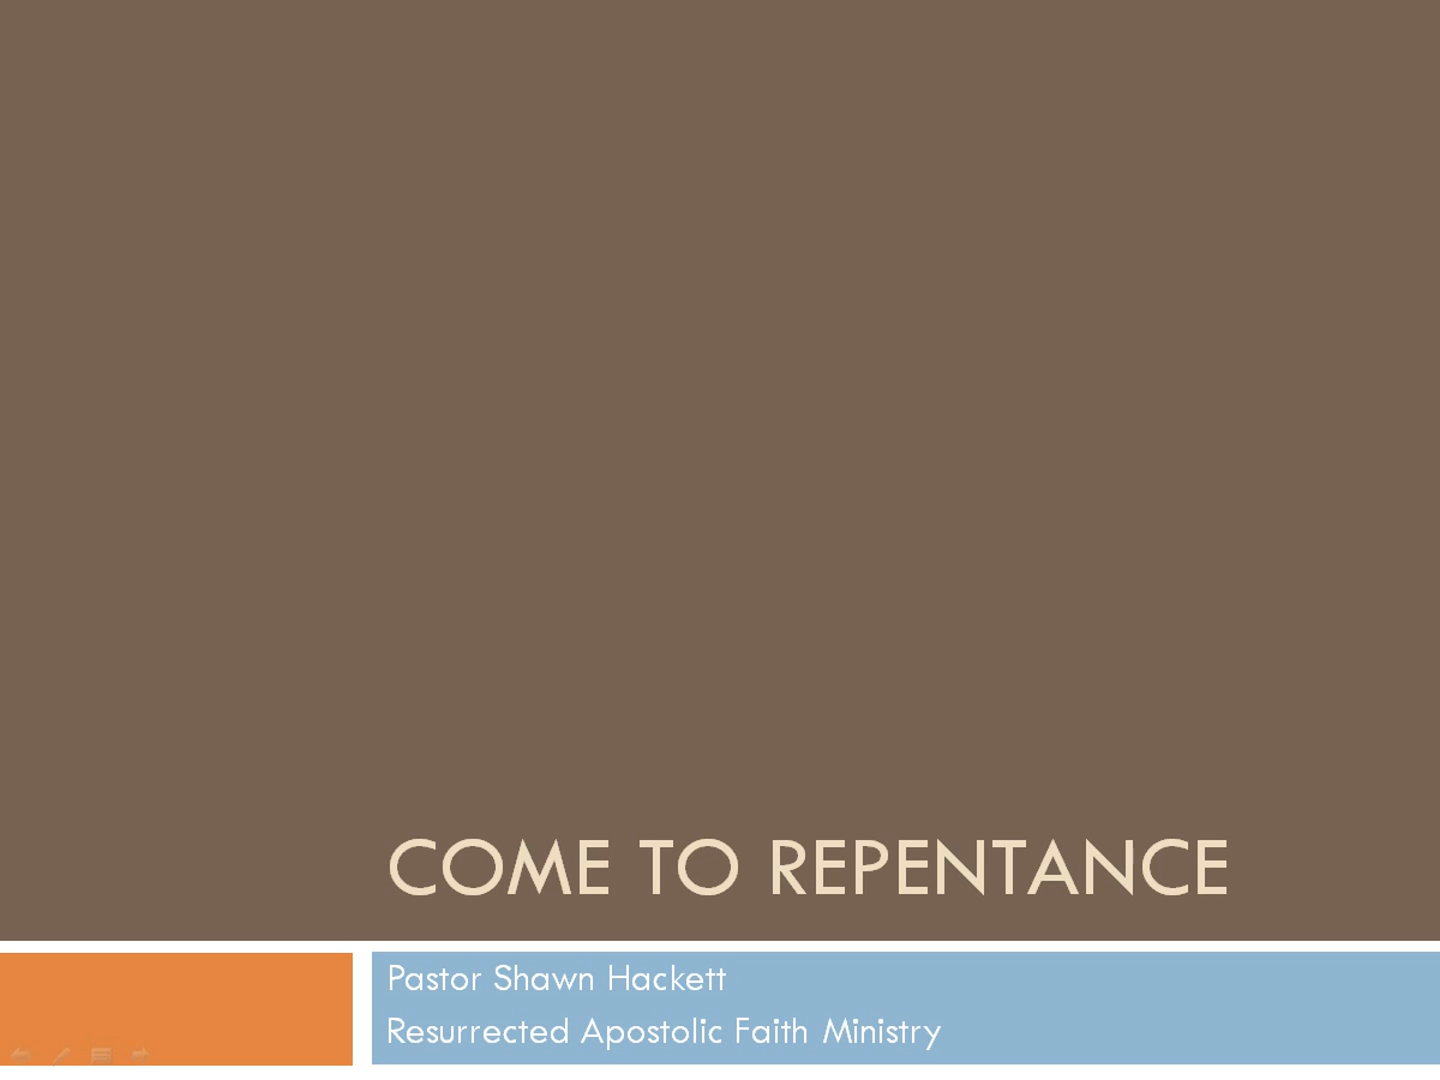 COME TO REPENTANCE
Pastor Shawn Hackett
Resurrected Apostolic Faith Ministry